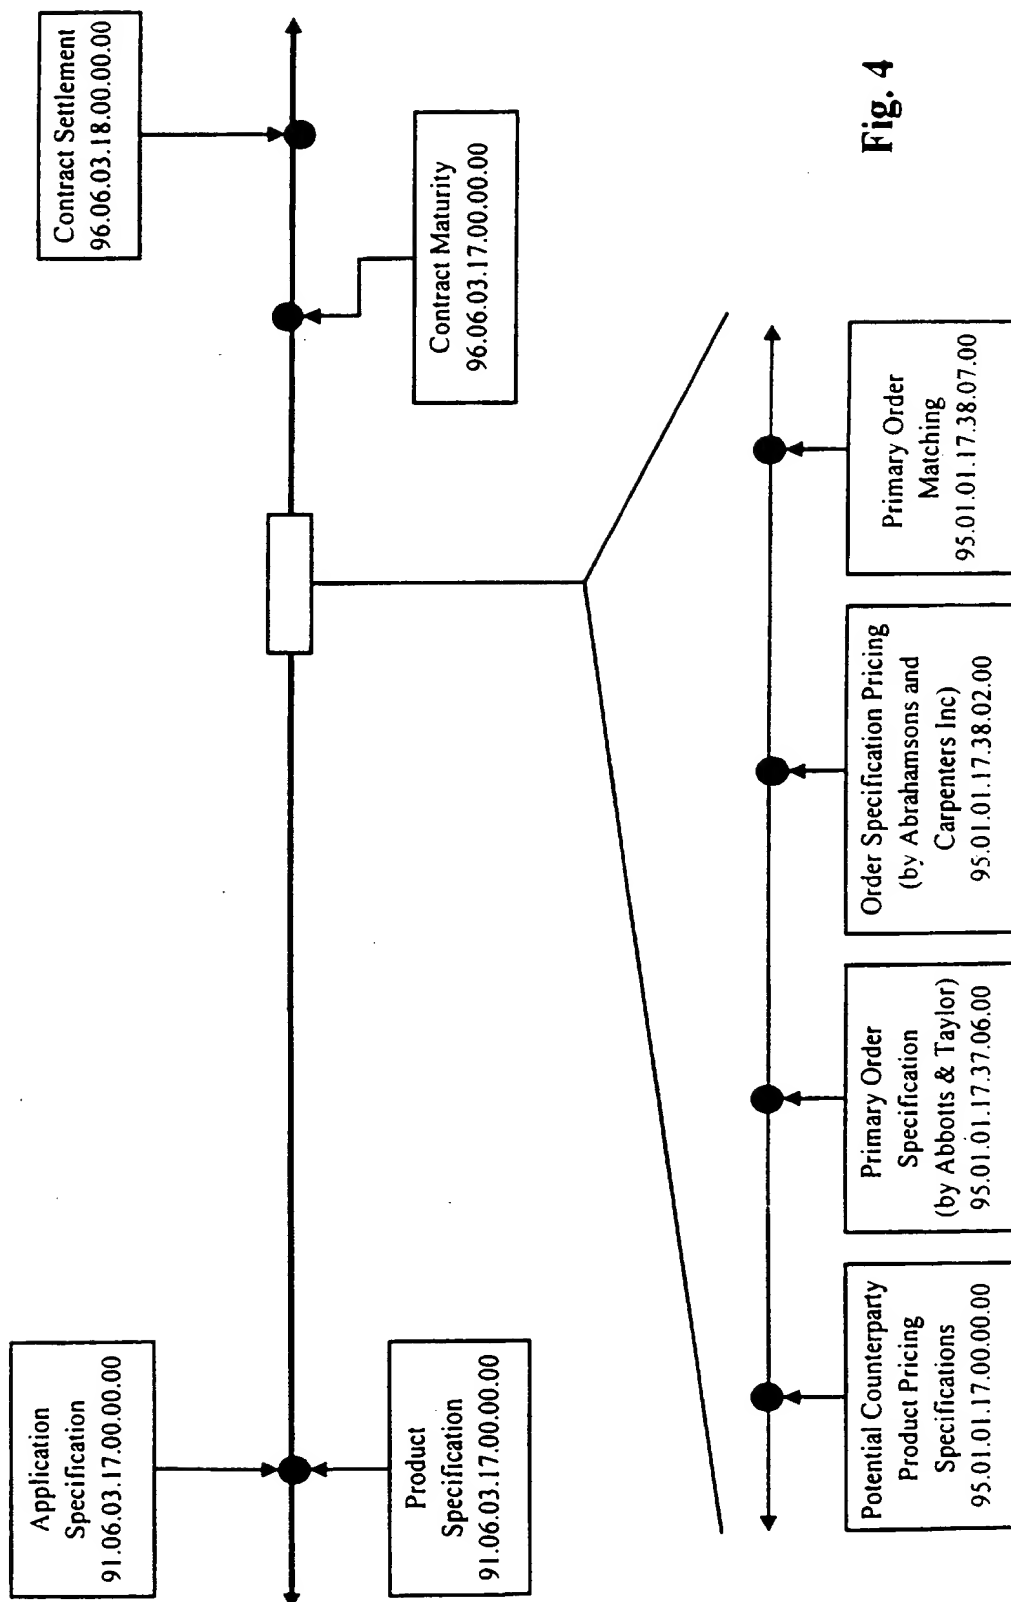 Application
Specification
91.06.03.17.00.00.00
Product
Specification
91.06.03.17.00.00.00
Contract Settlement
96.06.03.18.00.00.00
Contract Maturity
96.06.03.17.00.00.00
Potential Counterparty
Product Pricing
Specifications
95.01.01.17.00.00.00
Primary Order
Specification
(by Abbotts & Taylor)
95.01.01.17.37.06.00
Order Specification Pricing
(by Abrahamsons and
Carpenters Inc)
95.01.01.17.38.02.00
Primary Order
Matching
95.01.01.17.38.07.00
Fig. 4